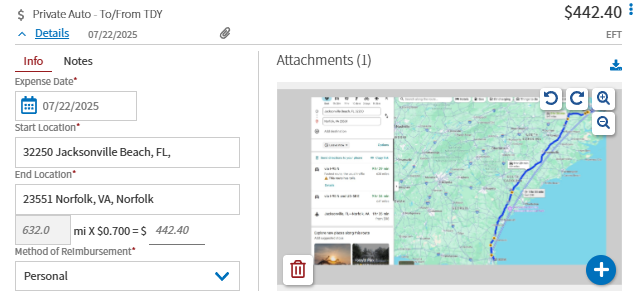 $ Private Auto - To/From TDY
$442.40
Details 07/22/2025
EFT
Info Notes
Expense Date*
07/22/2025
Start Location*
32250 Jacksonville Beach, FL,
End Location*
23551 Norfolk, VA, Norfolk
632.0 mi X $0.700 = $ 442.40
Method of Reimbursement*
Personal
Attachments (1)